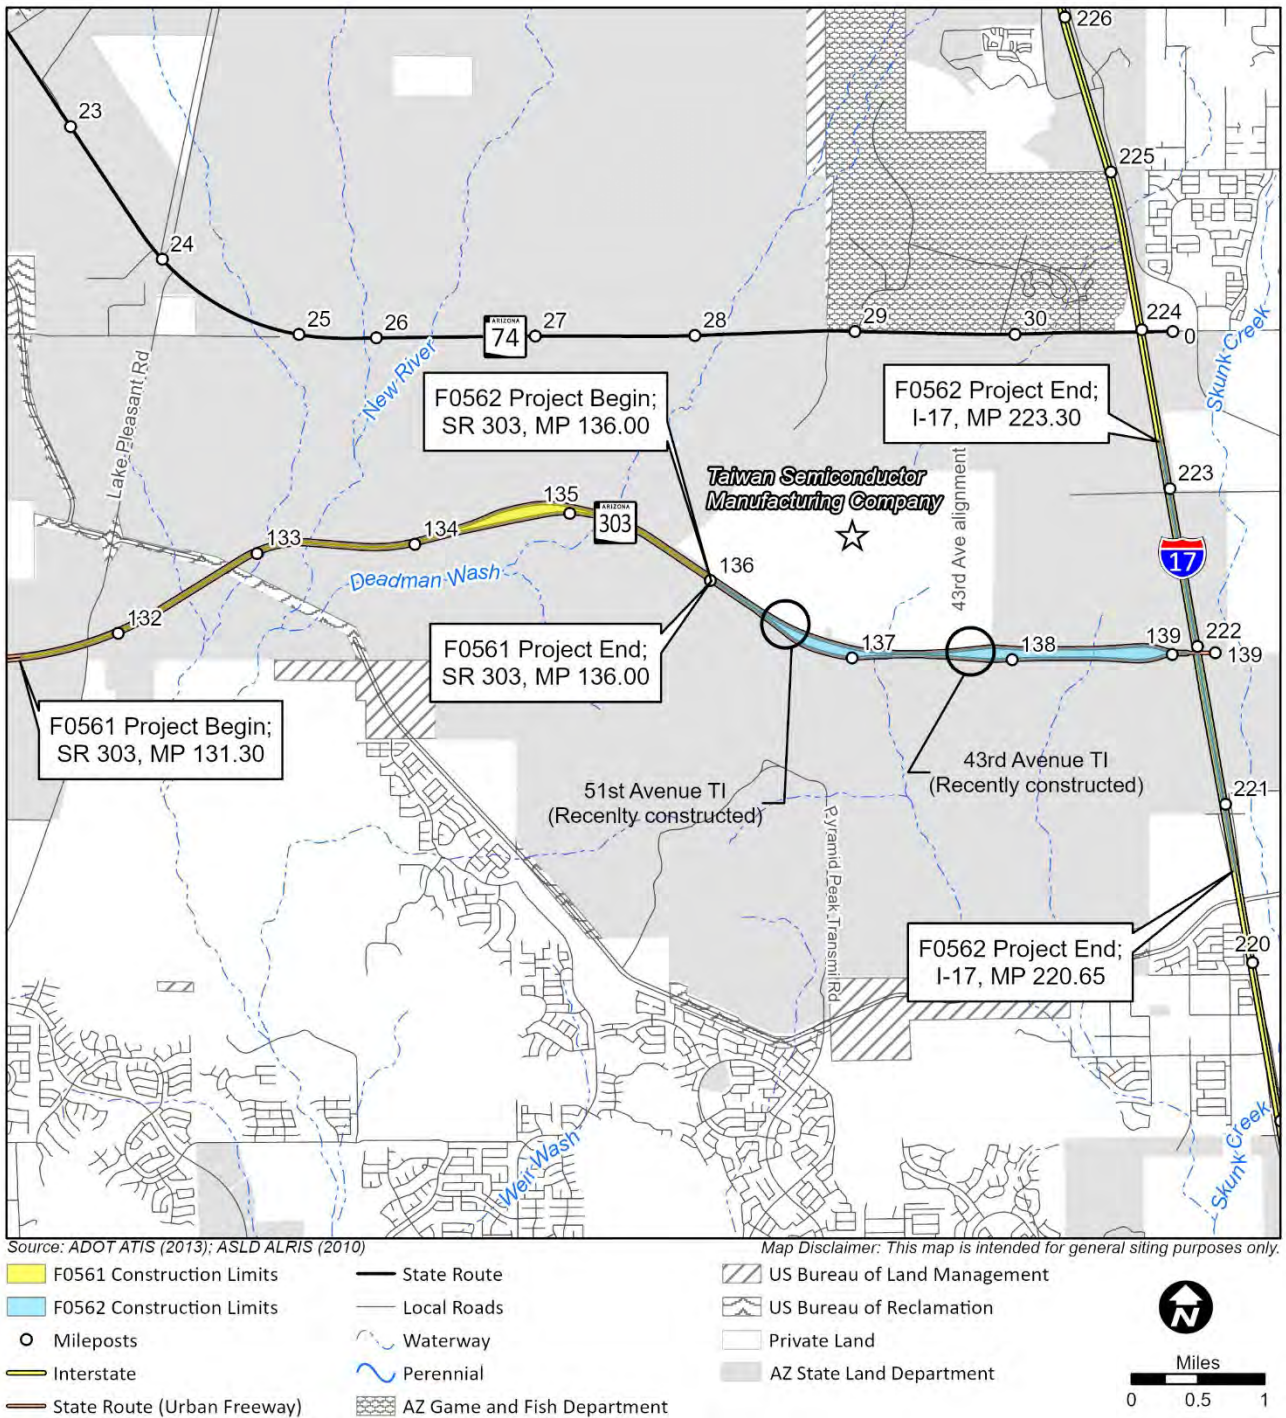 226
23
225
24
25
26
ARIZONA
74
27
28
29
30
224
0
Skunk Creek
New River
Lake Pleasant Rd
F0562 Project Begin;
SR 303, MP 136.00
F0562 Project End;
I-17, MP 223.30
Taiwan Semiconductor
Manufacturing Company
43rd Ave alignment
223
135
ARIZONA
303
134
133
17
Deadman Wash
136
132
F0561 Project End;
SR 303, MP 136.00
137
138
139
222
139
F0561 Project Begin;
SR 303, MP 131.30
51st Avenue TI
(Recenlty constructed)
43rd Avenue TI
(Recently constructed)
221
Pyramid Peak Transmi Rd
F0562 Project End;
I-17, MP 220.65
220
Weir Wash
Skunk Creek
Source: ADOT ATIS (2013); ASLD ALRIS (2010)
Map Disclaimer: This map is intended for general siting purposes only.
F0561 Construction Limits
F0562 Construction Limits
Mileposts
Interstate
State Route (Urban Freeway)
State Route
Local Roads
Waterway
Perennial
AZ Game and Fish Department
US Bureau of Land Management
US Bureau of Reclamation
Private Land
AZ State Land Department
N
Miles
0 0.5 1